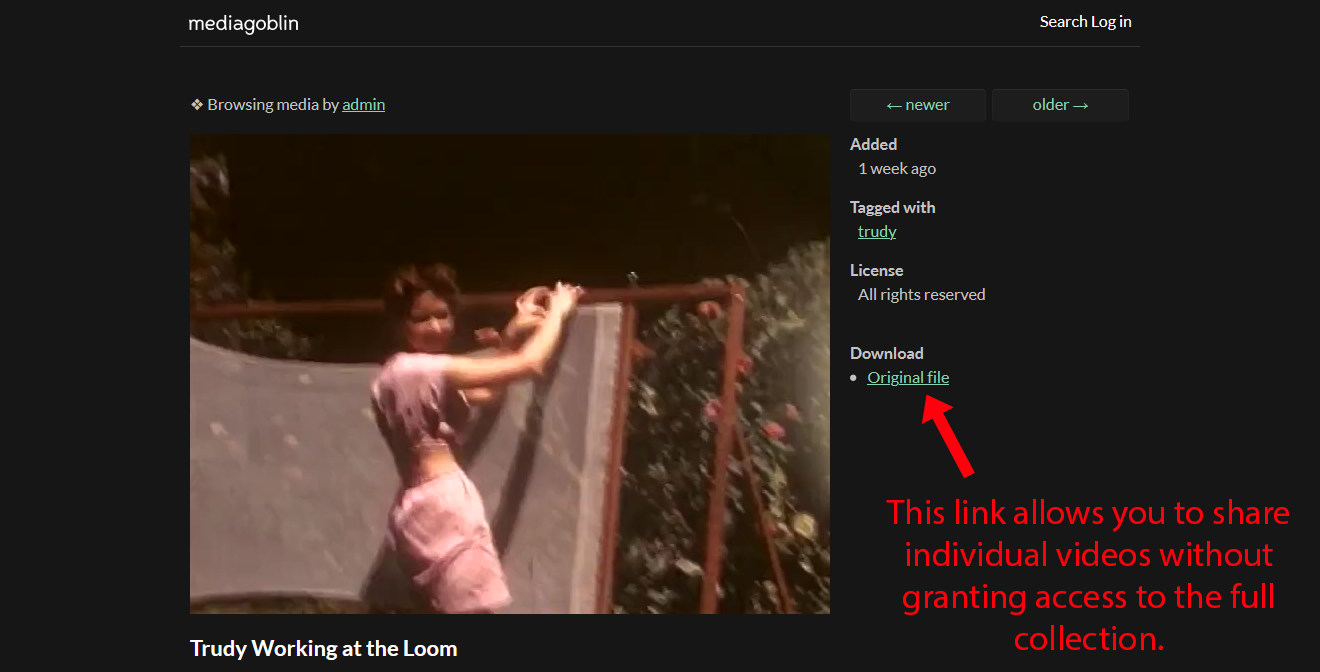 mediagoblin
Search Log in
❖ Browsing media by admin
← newer
older →
Added
1 week ago
Tagged with
trudy
License
All rights reserved
Download
• Original file
This link allows you to share
individual videos without
granting access to the full
collection.
Trudy Working at the Loom